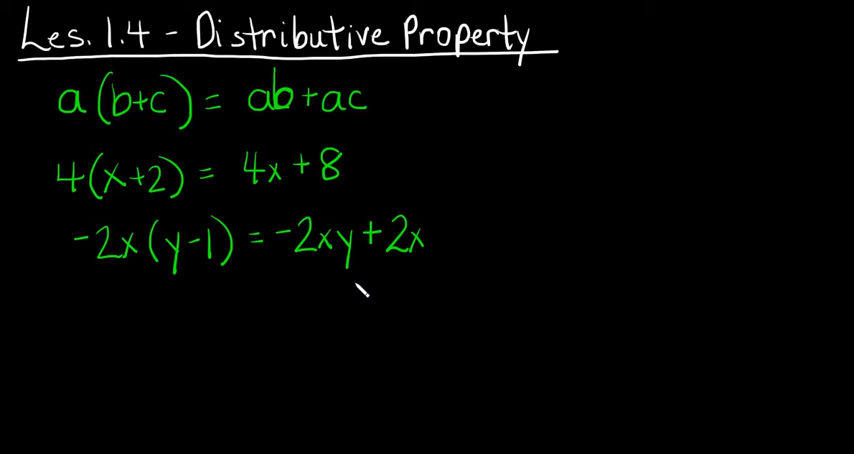 Les. 1.4 - Distributive Property
a(b+c) = ab+ac
4(x+2) = 4x+8
-2x(y-1) = -2xy+2x